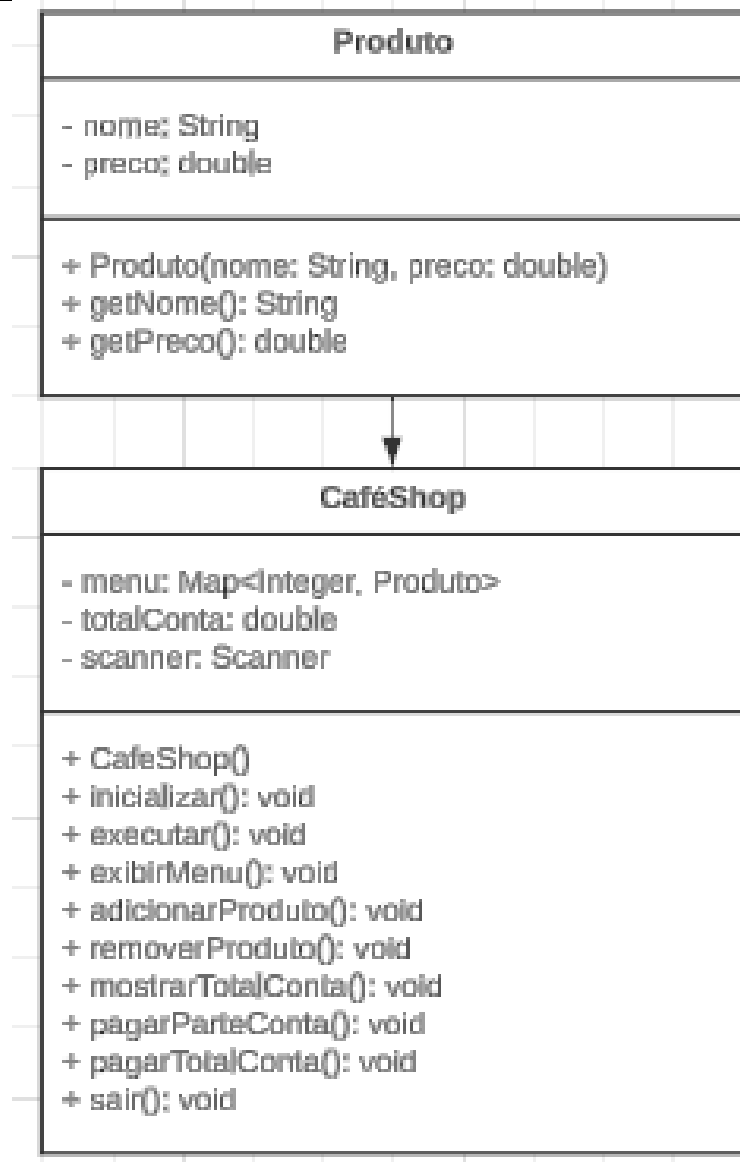 Produto
- nome: String
- preco: double
+ Produto(nome: String, preco: double)
+ getNome(): String
+ getPreco(): double
CaféShop
- menu: Map<Integer, Produto>
- totalConta: double
- scanner: Scanner
+ CafeShop()
+ inicializar(): void
+ executar(): void
+ exibirMenu(): void
+ adicionarProduto(): void
+ removerProduto(): void
+ mostrarTotalConta(): void
+ pagarParteConta(): void
+ pagarTotalConta(): void
+ sair(): void